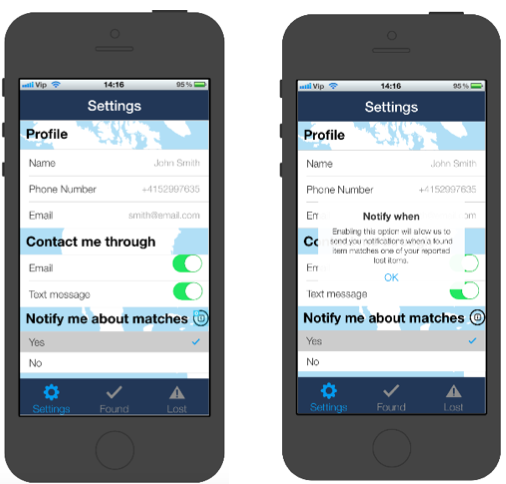 Vip 14:16 95%
Settings
Profile
Name John Smith
Phone Number +4152997635
Email smith@email.com
Contact me through
Email
Text message
Notify me about matches
Yes
No
Settings Found Lost
Vip 14:16 95%
Settings
Profile
Name John Smith
Phone Number +4152997635
Notify when
Enabling this option will allow us to
send you notifications when a found
item matches one of your reported
lost items.
OK
Text message
Notify me about matches
Yes
No
Settings Found Lost